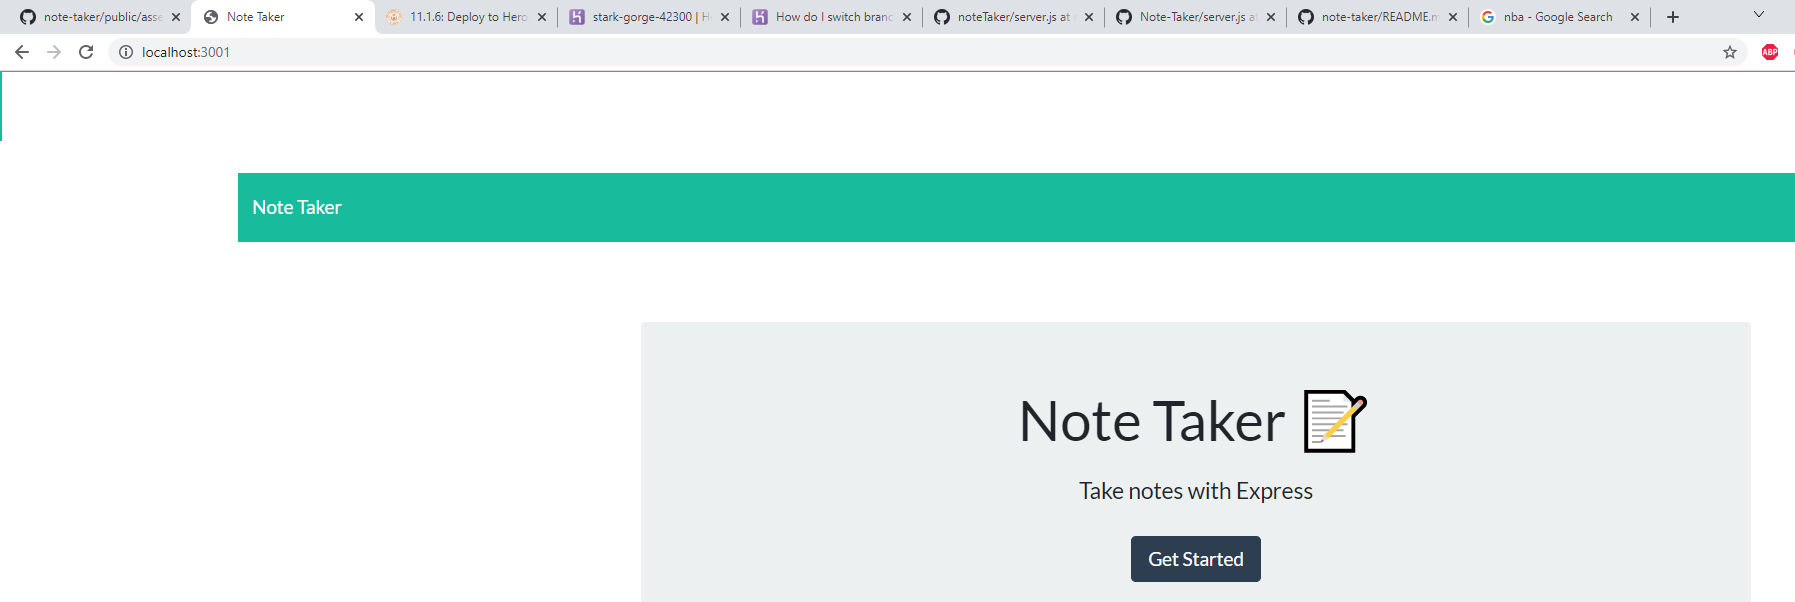 note-taker/public/asse
Note Taker
11.1.6: Deploy to Hero
stark-gorge-42300 | H
How do I switch branc
noteTaker/server.js at
Note-Taker/server.js at
note-taker/README.m
nba - Google Search
localhost:3001
ABP
Note Taker
Note Taker
Take notes with Express
Get Started